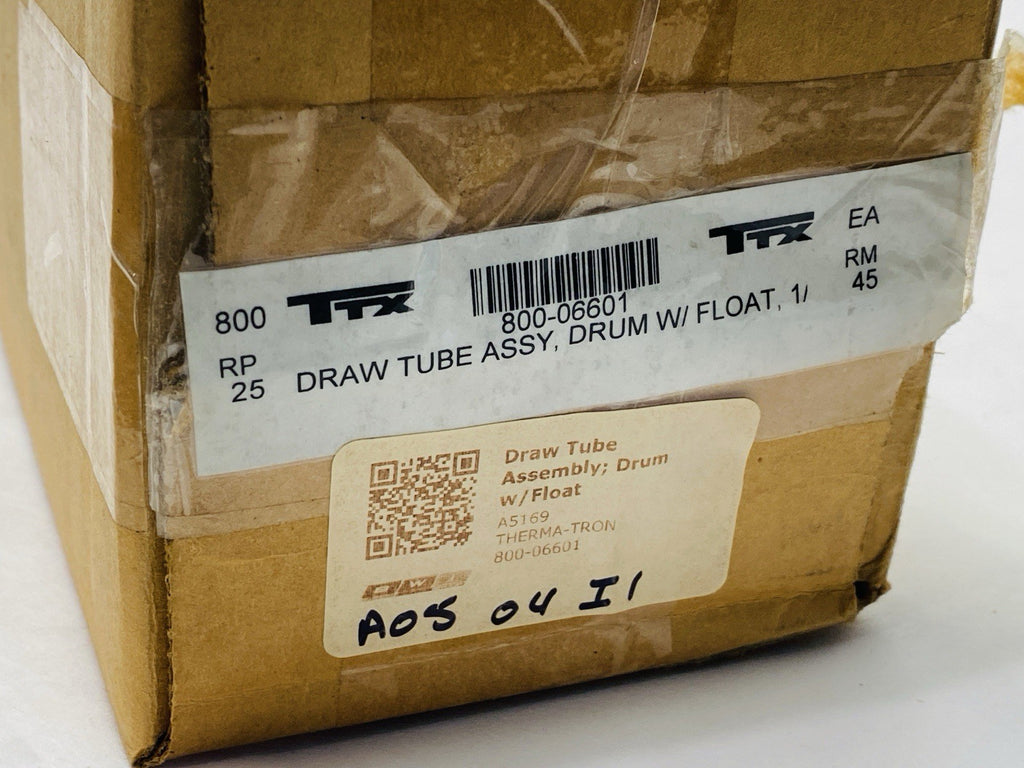 800 TTX 800-06601 TTX EA
RP RM
25 45
DRAW TUBE ASSY, DRUM W/ FLOAT, 1/
Draw Tube
Assembly; Drum
w/Float
A5169
THERMA-TRON
800-06601
A05 04 I1